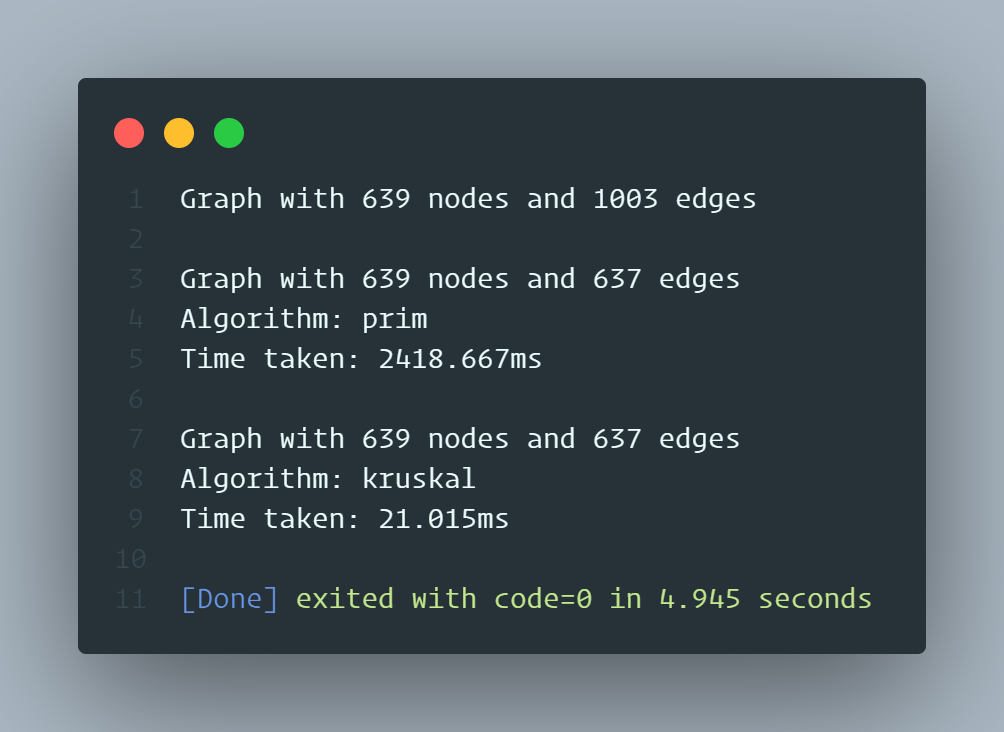 1 Graph with 639 nodes and 1003 edges
2
3 Graph with 639 nodes and 637 edges
4 Algorithm: prim
5 Time taken: 2418.667ms
6
7 Graph with 639 nodes and 637 edges
8 Algorithm: kruskal
9 Time taken: 21.015ms
10
11 [Done] exited with code=0 in 4.945 seconds